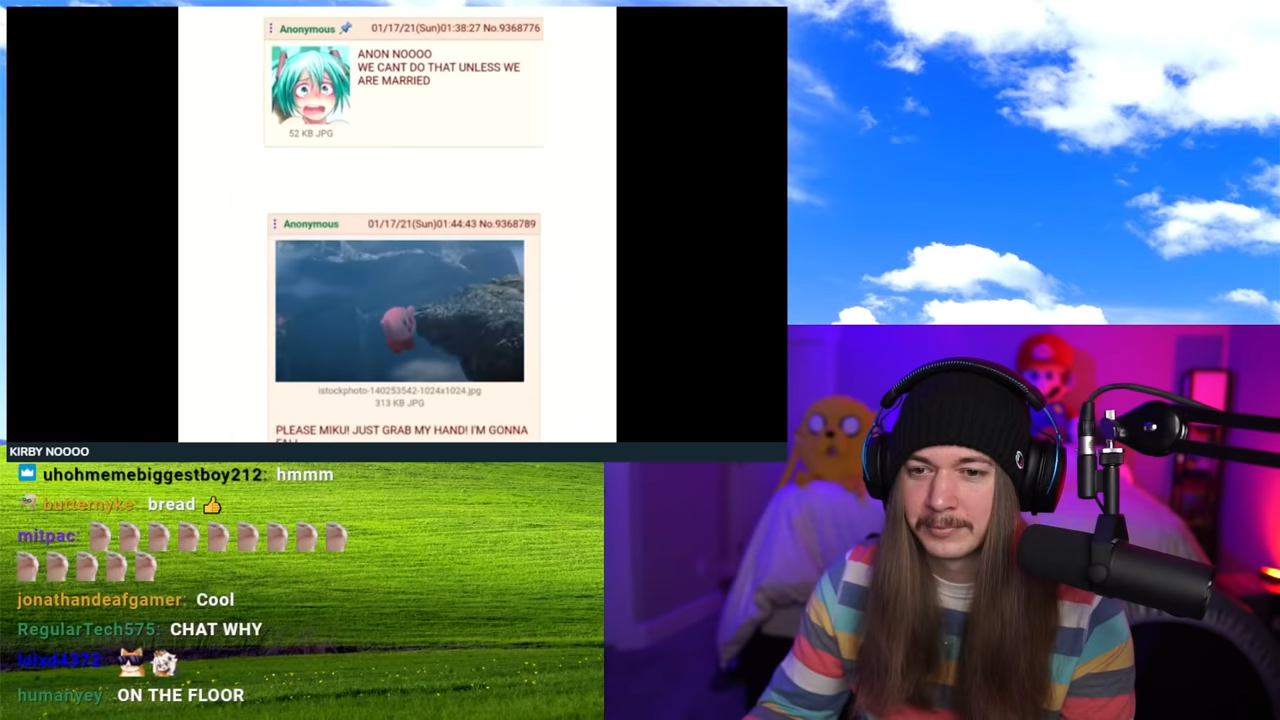 Anonymous 01/17/21(Sun)01:38:27 No.9368776
ANON NOOOO
WE CANT DO THAT UNLESS WE
ARE MARRIED
52 KB JPG
Anonymous 01/17/21(Sun)01:44:43 No.9368789
istockphoto-140253542-1024x1024.jpg
313 KB JPG
PLEASE MIKU! JUST GRAB MY HAND! I'M GONNA
FALL
KIRBY NOOOO
uhohmemebiggestboy212: hmmm
butternyke: bread 👍
mitpac:
jonathandeafgamer: Cool
RegularTech575: CHAT WHY
lolxd4372:
humanyey: ON THE FLOOR